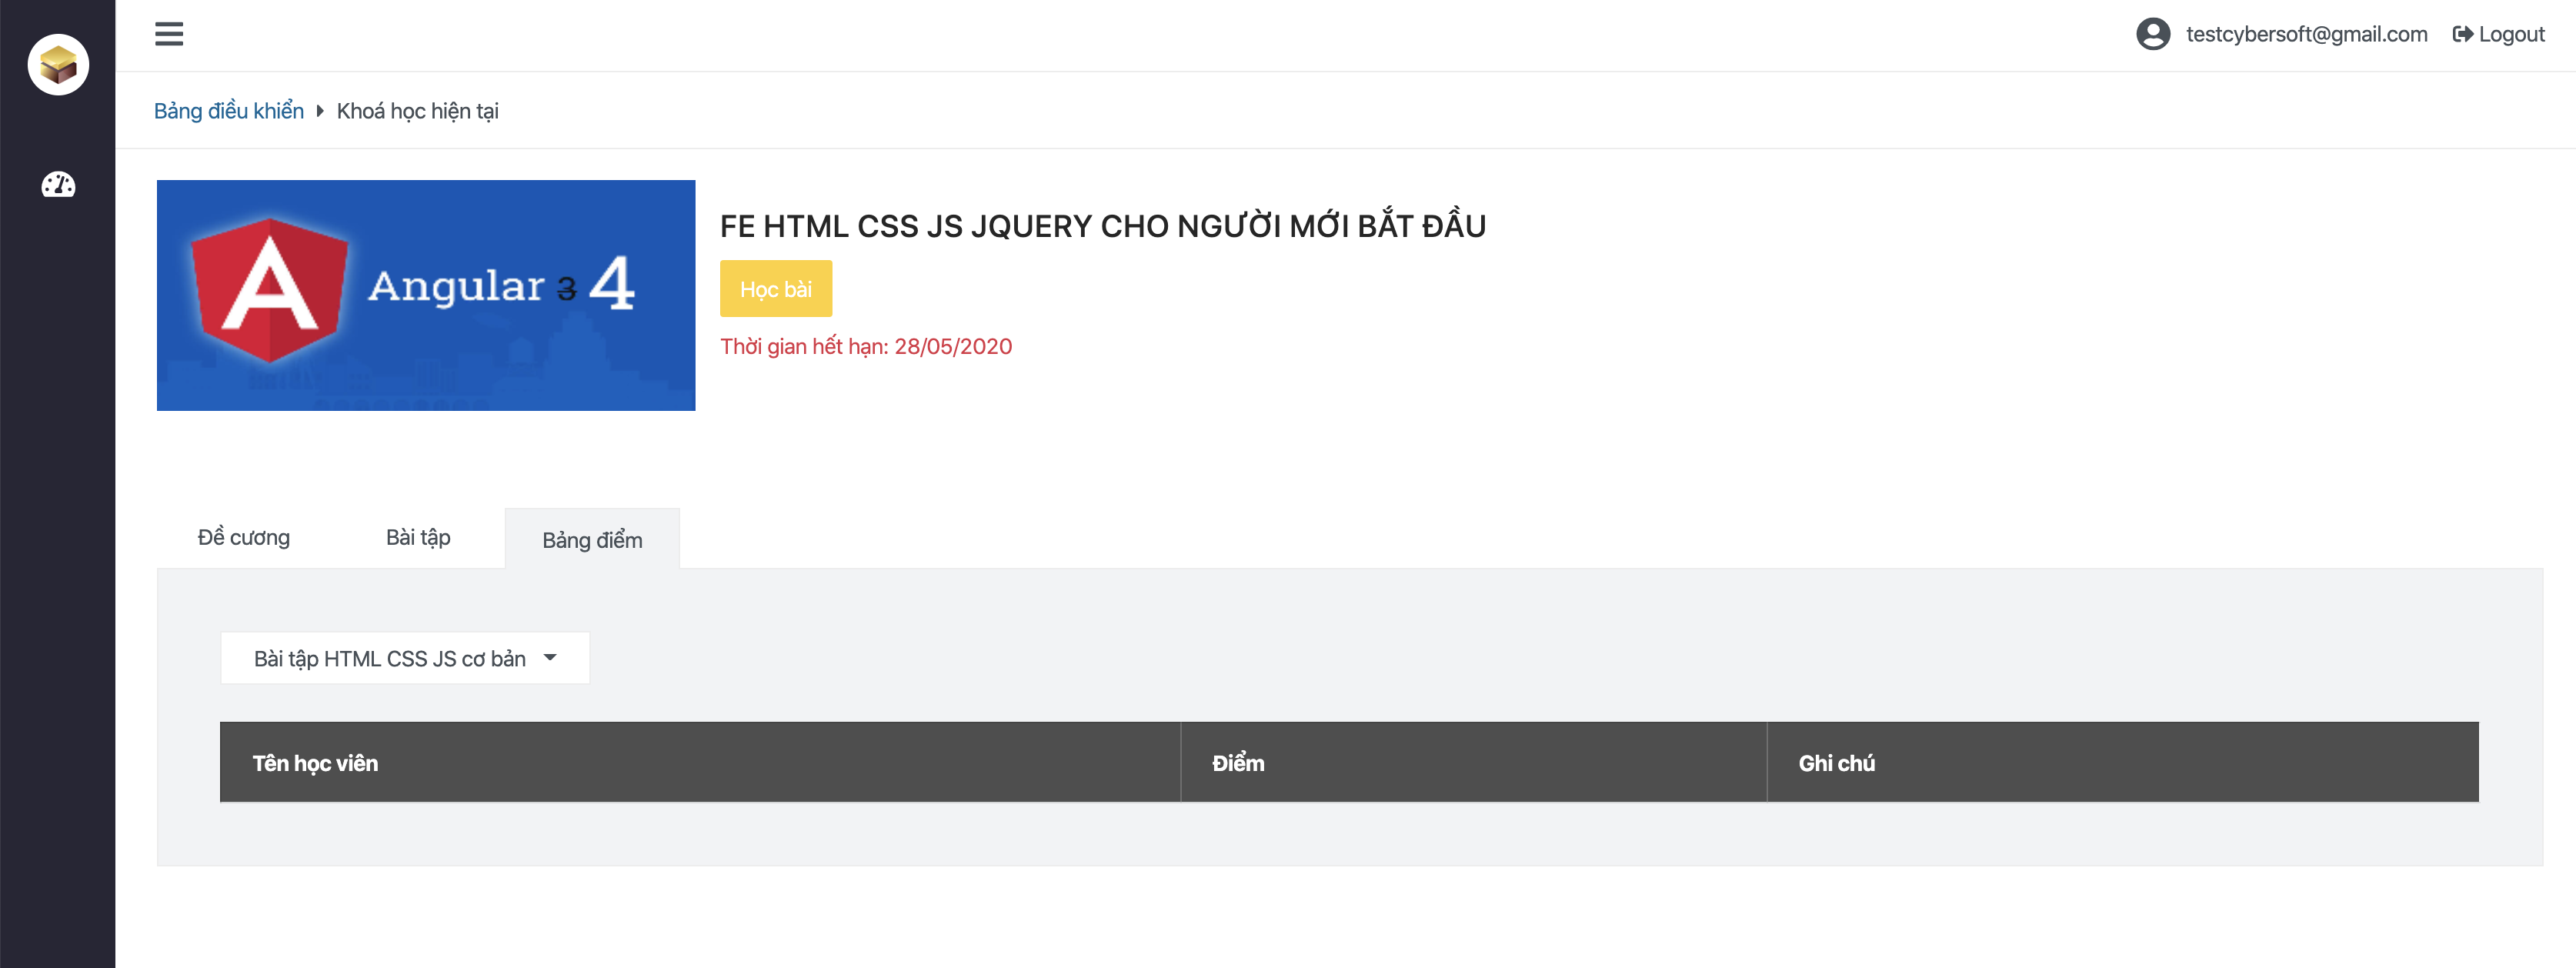 testcybersoft@gmail.com Logout
Bảng điều khiển Khoá học hiện tại
Angular 3 4
FE HTML CSS JS JQUERY CHO NGƯỜI MỚI BẮT ĐẦU
Học bài
Thời gian hết hạn: 28/05/2020
Đề cương Bài tập Bảng điểm
Bài tập HTML CSS JS cơ bản
Tên học viên Điểm Ghi chú